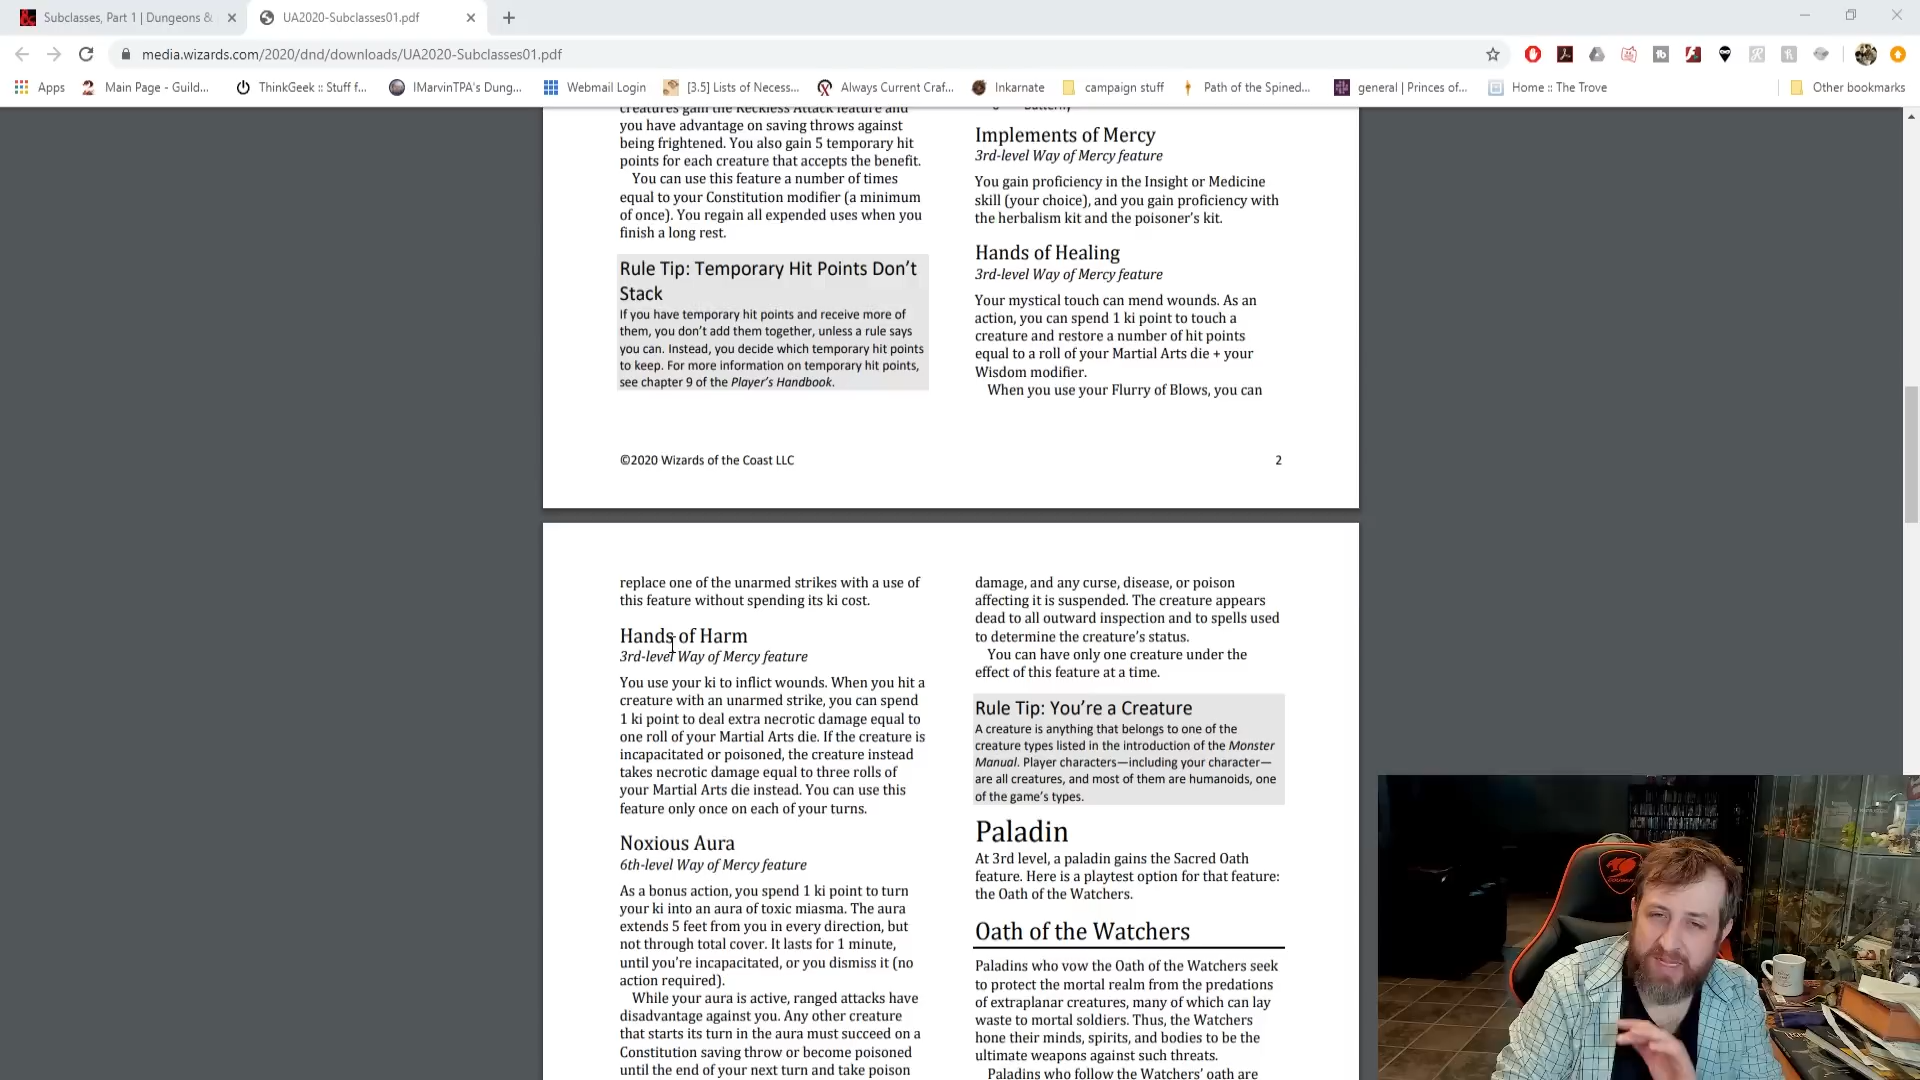 Subclasses, Part 1 | Dungeons &
UA2020-Subclasses01.pdf
media.wizards.com/2020/dnd/downloads/UA2020-Subclasses01.pdf
Apps
Main Page - Guild...
ThinkGeek :: Stuff f...
IMarvinTPA's Dung...
Webmail Login
[3.5] Lists of Necess...
Always Current Craf...
Inkarnate
campaign stuff
Path of the Spined...
general | Princes of...
Home :: The Trove
Other bookmarks
creatures gain the Reckless Attack feature and
you have advantage on saving throws against
being frightened. You also gain 5 temporary hit
points for each creature that accepts the benefit.
You can use this feature a number of times
equal to your Constitution modifier (a minimum
of once). You regain all expended uses when you
finish a long rest.
Rule Tip: Temporary Hit Points Don't
Stack
If you have temporary hit points and receive more of
them, you don't add them together, unless a rule says
you can. Instead, you decide which temporary hit points
to keep. For more information on temporary hit points,
see chapter 9 of the Player's Handbook.
Implements of Mercy
3rd-level Way of Mercy feature
You gain proficiency in the Insight or Medicine
skill (your choice), and you gain proficiency with
the herbalism kit and the poisoner's kit.
Hands of Healing
3rd-level Way of Mercy feature
Your mystical touch can mend wounds. As an
action, you can spend 1 ki point to touch a
creature and restore a number of hit points
equal to a roll of your Martial Arts die + your
Wisdom modifier.
When you use your Flurry of Blows, you can
©2020 Wizards of the Coast LLC
2
replace one of the unarmed strikes with a use of
this feature without spending its ki cost.
Hands of Harm
3rd-level Way of Mercy feature
You use your ki to inflict wounds. When you hit a
creature with an unarmed strike, you can spend
1 ki point to deal extra necrotic damage equal to
one roll of your Martial Arts die. If the creature is
incapacitated or poisoned, the creature instead
takes necrotic damage equal to three rolls of
your Martial Arts die instead. You can use this
feature only once on each of your turns.
Noxious Aura
6th-level Way of Mercy feature
As a bonus action, you spend 1 ki point to turn
your ki into an aura of toxic miasma. The aura
extends 5 feet from you in every direction, but
not through total cover. It lasts for 1 minute,
until you're incapacitated, or you dismiss it (no
action required).
While your aura is active, ranged attacks have
disadvantage against you. Any other creature
that starts its turn in the aura must succeed on a
Constitution saving throw or become poisoned
until the end of your next turn and take poison
damage, and any curse, disease, or poison
affecting it is suspended. The creature appears
dead to all outward inspection and to spells used
to determine the creature's status.
You can have only one creature under the
effect of this feature at a time.
Rule Tip: You're a Creature
A creature is anything that belongs to one of the
creature types listed in the introduction of the Monster
Manual. Player characters—including your character—
are all creatures, and most of them are humanoids, one
of the game's types.
Paladin
At 3rd level, a paladin gains the Sacred Oath
feature. Here is a playtest option for that feature:
the Oath of the Watchers.
Oath of the Watchers
Paladins who vow the Oath of the Watchers seek
to protect the mortal realm from the predations
of extraplanar creatures, many of which can lay
waste to mortal soldiers. Thus, the Watchers
hone their minds, spirits, and bodies to be the
ultimate weapons against such threats.
Paladins who follow the Watchers' oath are